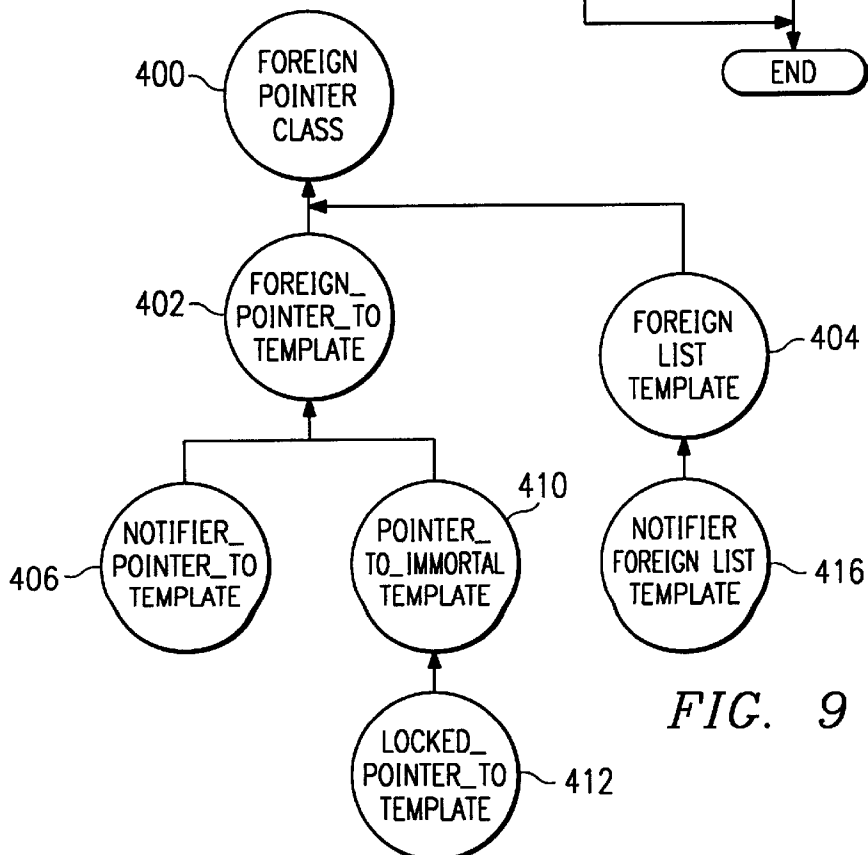 END
400
FOREIGN
POINTER
CLASS
402
FOREIGN_
POINTER_TO
TEMPLATE
FOREIGN
LIST
TEMPLATE
404
406
NOTIFIER_
POINTER_TO
TEMPLATE
410
POINTER_
TO_IMMORTAL
TEMPLATE
NOTIFIER
FOREIGN LIST
TEMPLATE
416
LOCKED_
POINTER_TO
TEMPLATE
412
FIG. 9